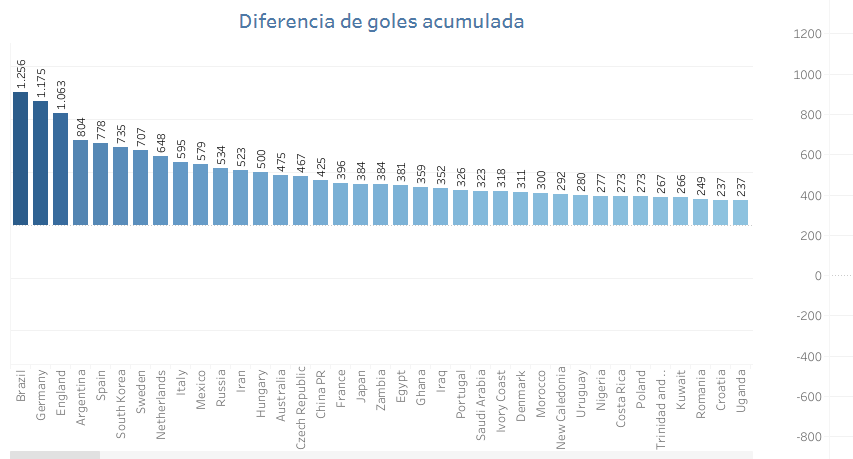 Diferencia de goles acumulada
1.256
1.175
1.063
804
778
735
707
648
595
579
534
523
500
475
467
425
396
384
384
381
359
352
326
323
318
311
300
292
280
277
273
273
267
266
249
237
237
Brazil
Germany
England
Argentina
Spain
South Korea
Sweden
Netherlands
Italy
Mexico
Russia
Iran
Hungary
Australia
Czech Republic
China PR
France
Japan
Zambia
Egypt
Ghana
Iraq
Portugal
Saudi Arabia
Ivory Coast
Denmark
Morocco
New Caledonia
Uruguay
Nigeria
Costa Rica
Poland
Trinidad and ..
Kuwait
Romania
Croatia
Uganda
1200
1000
800
600
400
200
0
-200
-400
-600
-800